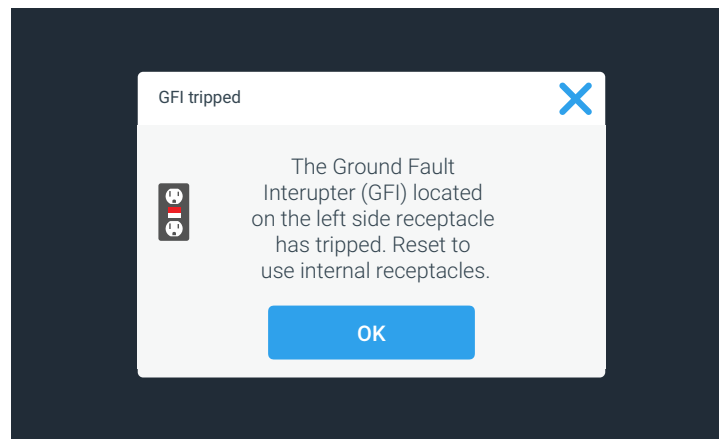 GFI tripped
The Ground Fault
Interupter (GFI) located
on the left side receptacle
has tripped. Reset to
use internal receptacles.
OK